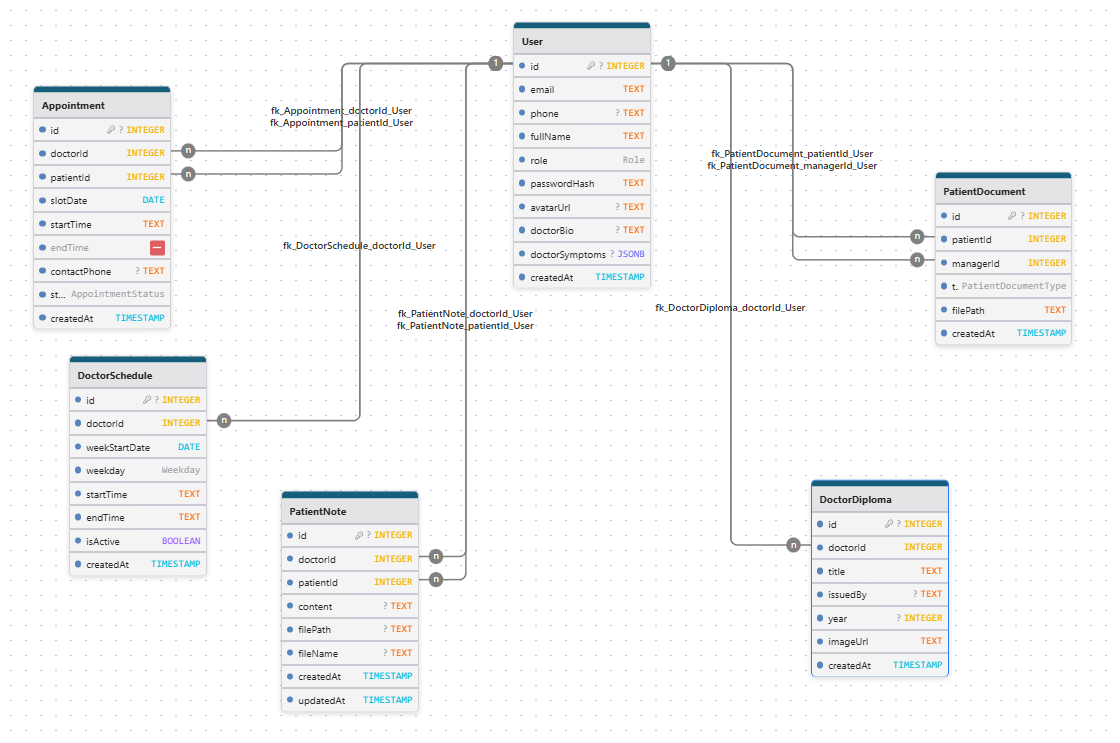 User
id ? INTEGER
email TEXT
phone ? TEXT
fullName TEXT
role Role
passwordHash TEXT
avatarUrl ? TEXT
doctorBio ? TEXT
doctorSymptoms ? JSONB
createdAt TIMESTAMP
1
1
Appointment
id ? INTEGER
doctorId INTEGER
patientId INTEGER
slotDate DATE
startTime TEXT
endTime
contactPhone ? TEXT
st... AppointmentStatus
createdAt TIMESTAMP
n
n
fk_Appointment_doctorId_User
fk_Appointment_patientId_User
fk_PatientDocument_patientId_User
fk_PatientDocument_managerId_User
PatientDocument
id ? INTEGER
patientId INTEGER
managerId INTEGER
t. PatientDocumentType
filePath TEXT
createdAt TIMESTAMP
n
n
fk_DoctorSchedule_doctorId_User
fk_PatientNote_doctorId_User
fk_PatientNote_patientId_User
fk_DoctorDiploma_doctorId_User
DoctorSchedule
id ? INTEGER
doctorId INTEGER
weekStartDate DATE
weekday Weekday
startTime TEXT
endTime TEXT
isActive BOOLEAN
createdAt TIMESTAMP
n
PatientNote
id ? INTEGER
doctorId INTEGER
patientId INTEGER
content ? TEXT
filePath ? TEXT
fileName ? TEXT
createdAt TIMESTAMP
updatedAt TIMESTAMP
n
n
DoctorDiploma
id ? INTEGER
doctorId INTEGER
title TEXT
issuedBy ? TEXT
year ? INTEGER
imageUrl TEXT
createdAt TIMESTAMP
n